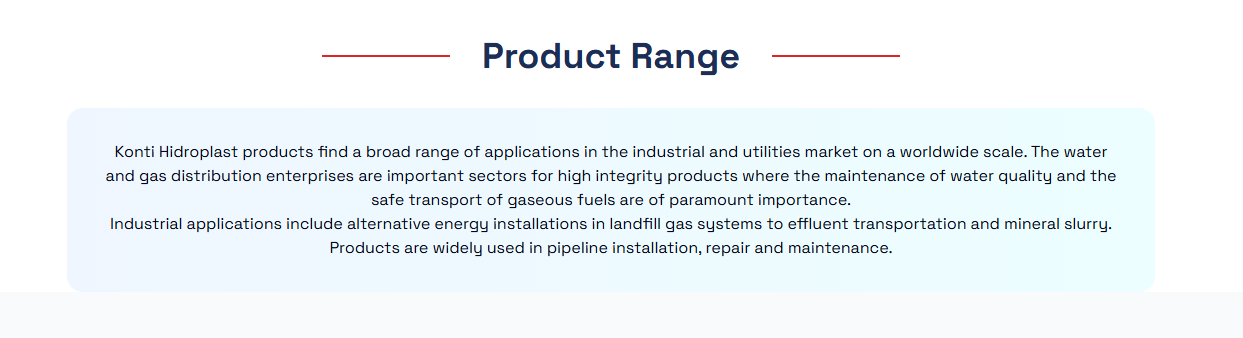 Product Range
Konti Hidroplast products find a broad range of applications in the industrial and utilities market on a worldwide scale. The water
and gas distribution enterprises are important sectors for high integrity products where the maintenance of water quality and the
safe transport of gaseous fuels are of paramount importance.
Industrial applications include alternative energy installations in landfill gas systems to effluent transportation and mineral slurry.
Products are widely used in pipeline installation, repair and maintenance.